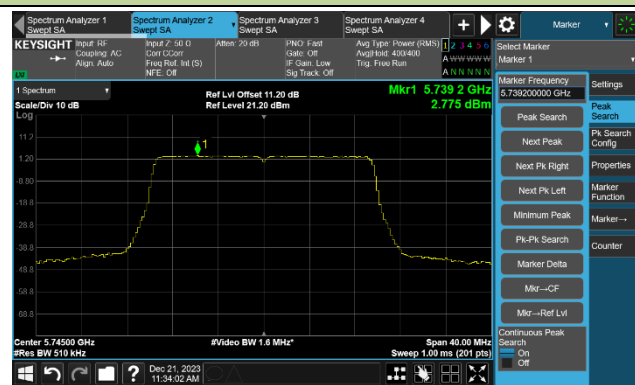 Spectrum Analyzer 1
Swept SA
Spectrum Analyzer 2
Swept SA
Spectrum Analyzer 3
Swept SA
Spectrum Analyzer 4
Swept SA
Marker
KEYSIGHT
Input: RF
Coupling: AC
Align: Auto
Input Z: 50 Ω
Corr CCorr
Freq Ref: Int (S)
NFE: Off
Atten: 20 dB
PNO: Fast
Gate: Off
IF Gain: Low
Sig Track: Off
Avg Type: Power (RMS)
Avg|Hold: 400/400
Trig: Free Run
1 2 3 4 5 6
A W W W W W
A N N N N N
Select Marker
Marker 1
1 Spectrum
Scale/Div 10 dB
Log
Ref Lvl Offset 11.20 dB
Ref Level 21.20 dBm
Mkr1 5.739 2 GHz
2.775 dBm
11.2
1.20
-8.80
-18.8
-28.8
-38.8
-48.8
-58.8
-68.8
1
Center 5.74500 GHz
#Res BW 510 kHz
#Video BW 1.6 MHz*
Span 40.00 MHz
Sweep 1.00 ms (201 pts)
Marker Frequency
5.739200000 GHz
Peak Search
Next Peak
Next Pk Right
Next Pk Left
Minimum Peak
Pk-Pk Search
Marker Delta
Mkr→CF
Mkr→Ref Lvl
Continuous Peak
Search
On
Off
Settings
Peak
Search
Pk Search
Config
Properties
Marker
Function
Marker→
Counter
Dec 21, 2023
11:34:02 AM